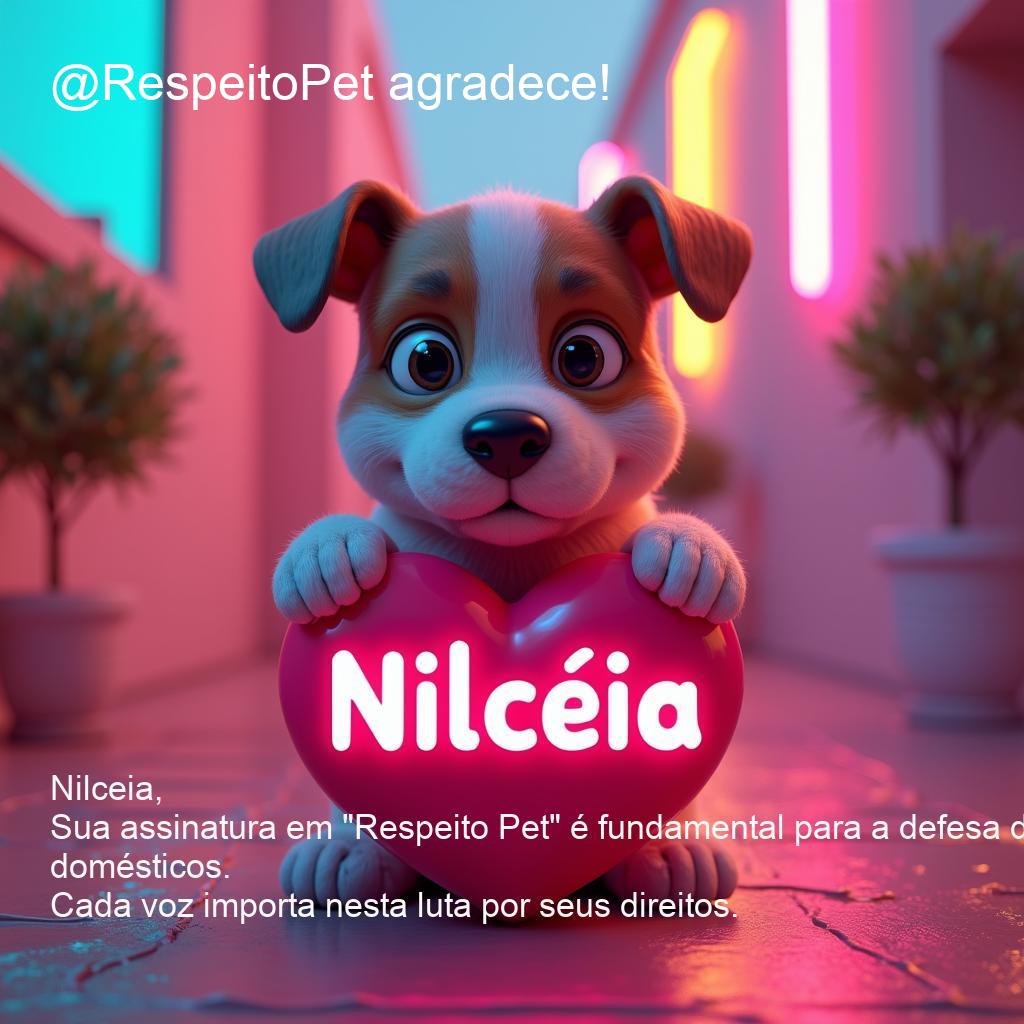 @RespeitoPet agradece!
Nilcéia
Nilceia,
Sua assinatura em "Respeito Pet" é fundamental para a defesa
domésticos.
Cada voz importa nesta luta por seus direitos.